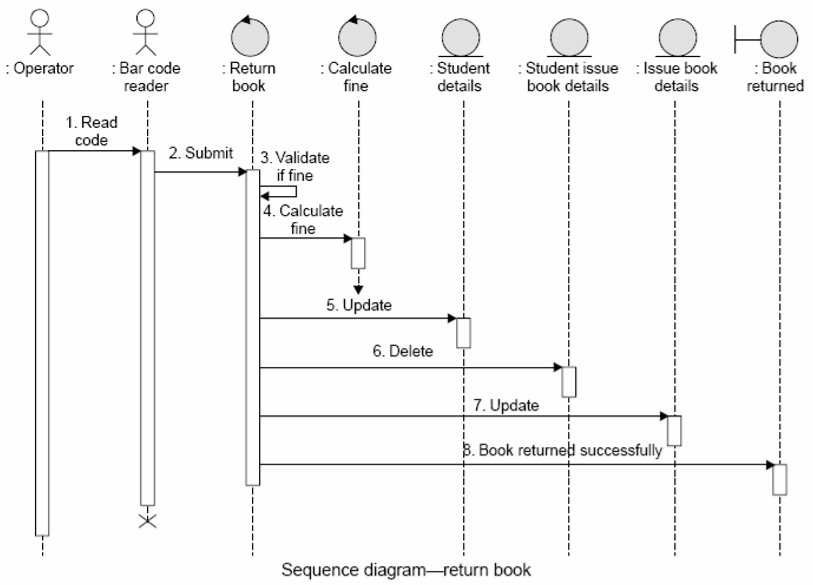 : Operator
: Bar code
reader
: Return
book
: Calculate
fine
: Student
details
: Student issue
book details
: Issue book
details
: Book
returned
1. Read
code
2. Submit
3. Validate
if fine
4. Calculate
fine
5. Update
6. Delete
7. Update
8. Book returned successfully
Sequence diagram—return book